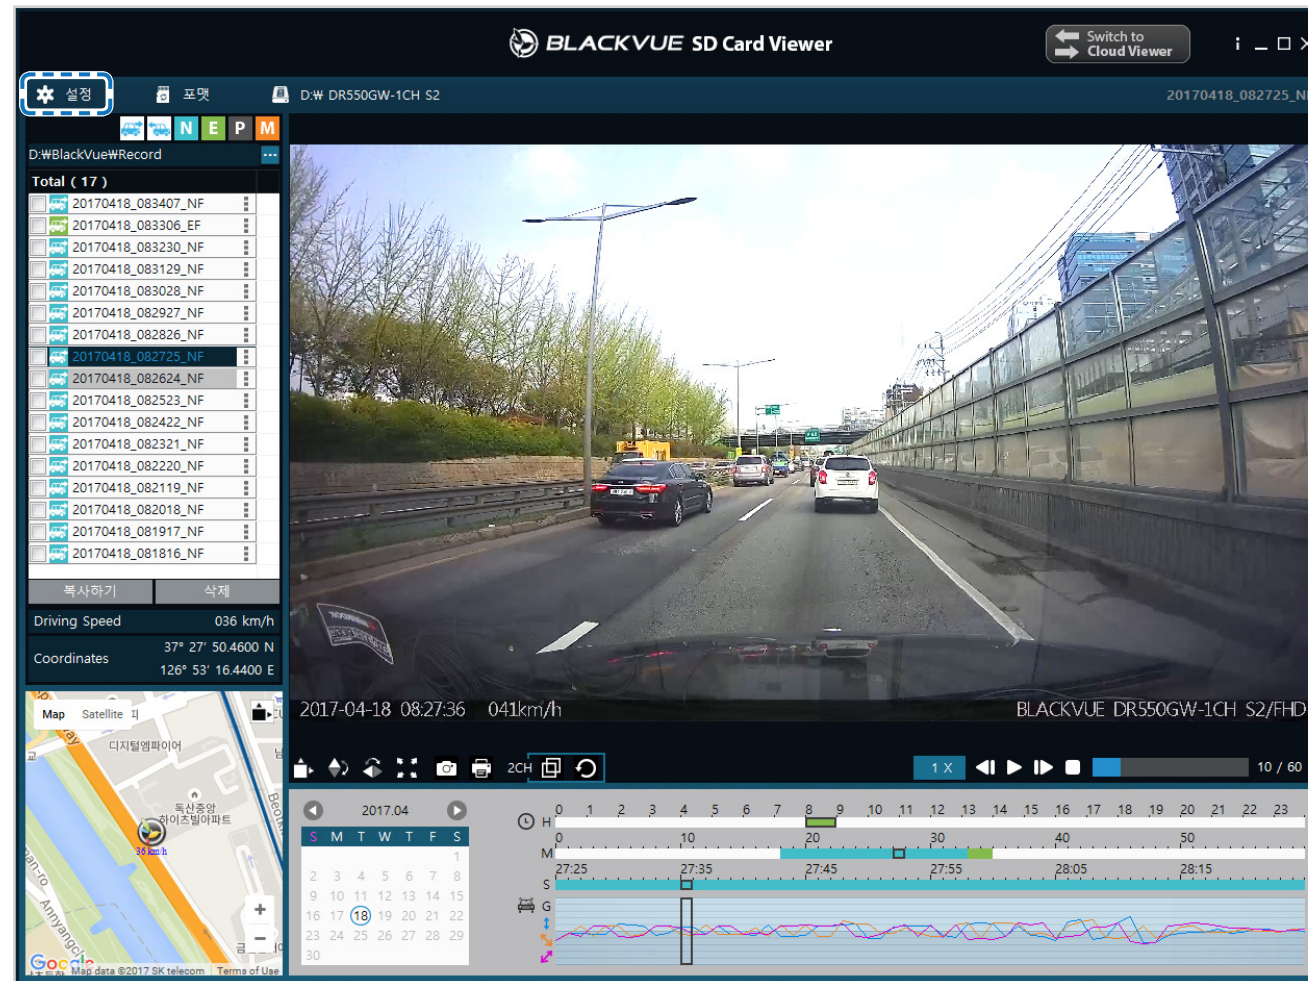 BLACKVUE SD Card Viewer
Switch to
Cloud Viewer
설정
포맷
D:₩ DR550GW-1CH S2
20170418_082725_N
N E P M
D:₩BlackVue₩Record
Total ( 17 )
20170418_083407_NF
20170418_083306_EF
20170418_083230_NF
20170418_083129_NF
20170418_083028_NF
20170418_082927_NF
20170418_082826_NF
20170418_082725_NF
20170418_082624_NF
20170418_082523_NF
20170418_082422_NF
20170418_082321_NF
20170418_082220_NF
20170418_082119_NF
20170418_082018_NF
20170418_081917_NF
20170418_081816_NF
복사하기 삭제
Driving Speed 036 km/h
Coordinates
37° 27' 50.4600 N
126° 53' 16.4400 E
2017-04-18 08:27:36 041km/h
BLACKVUE DR550GW-1CH S2/FHD
Map Satellite
디지털엠파이어
독산중앙
하이츠빌아파트
36 km/h
Google
Map data ©2017 SK telecom Terms of Use
2CH
1 X
10 / 60
2017.04
S M T W T F S
1
2 3 4 5 6 7 8
9 10 11 12 13 14 15
16 17 18 19 20 21 22
23 24 25 26 27 28 29
30
H
0 1 2 3 4 5 6 7 8 9 10 11 12 13 14 15 16 17 18 19 20 21 22 23
M
0 10 20 30 40 50
S
27:25 27:35 27:45 27:55 28:05 28:15
G